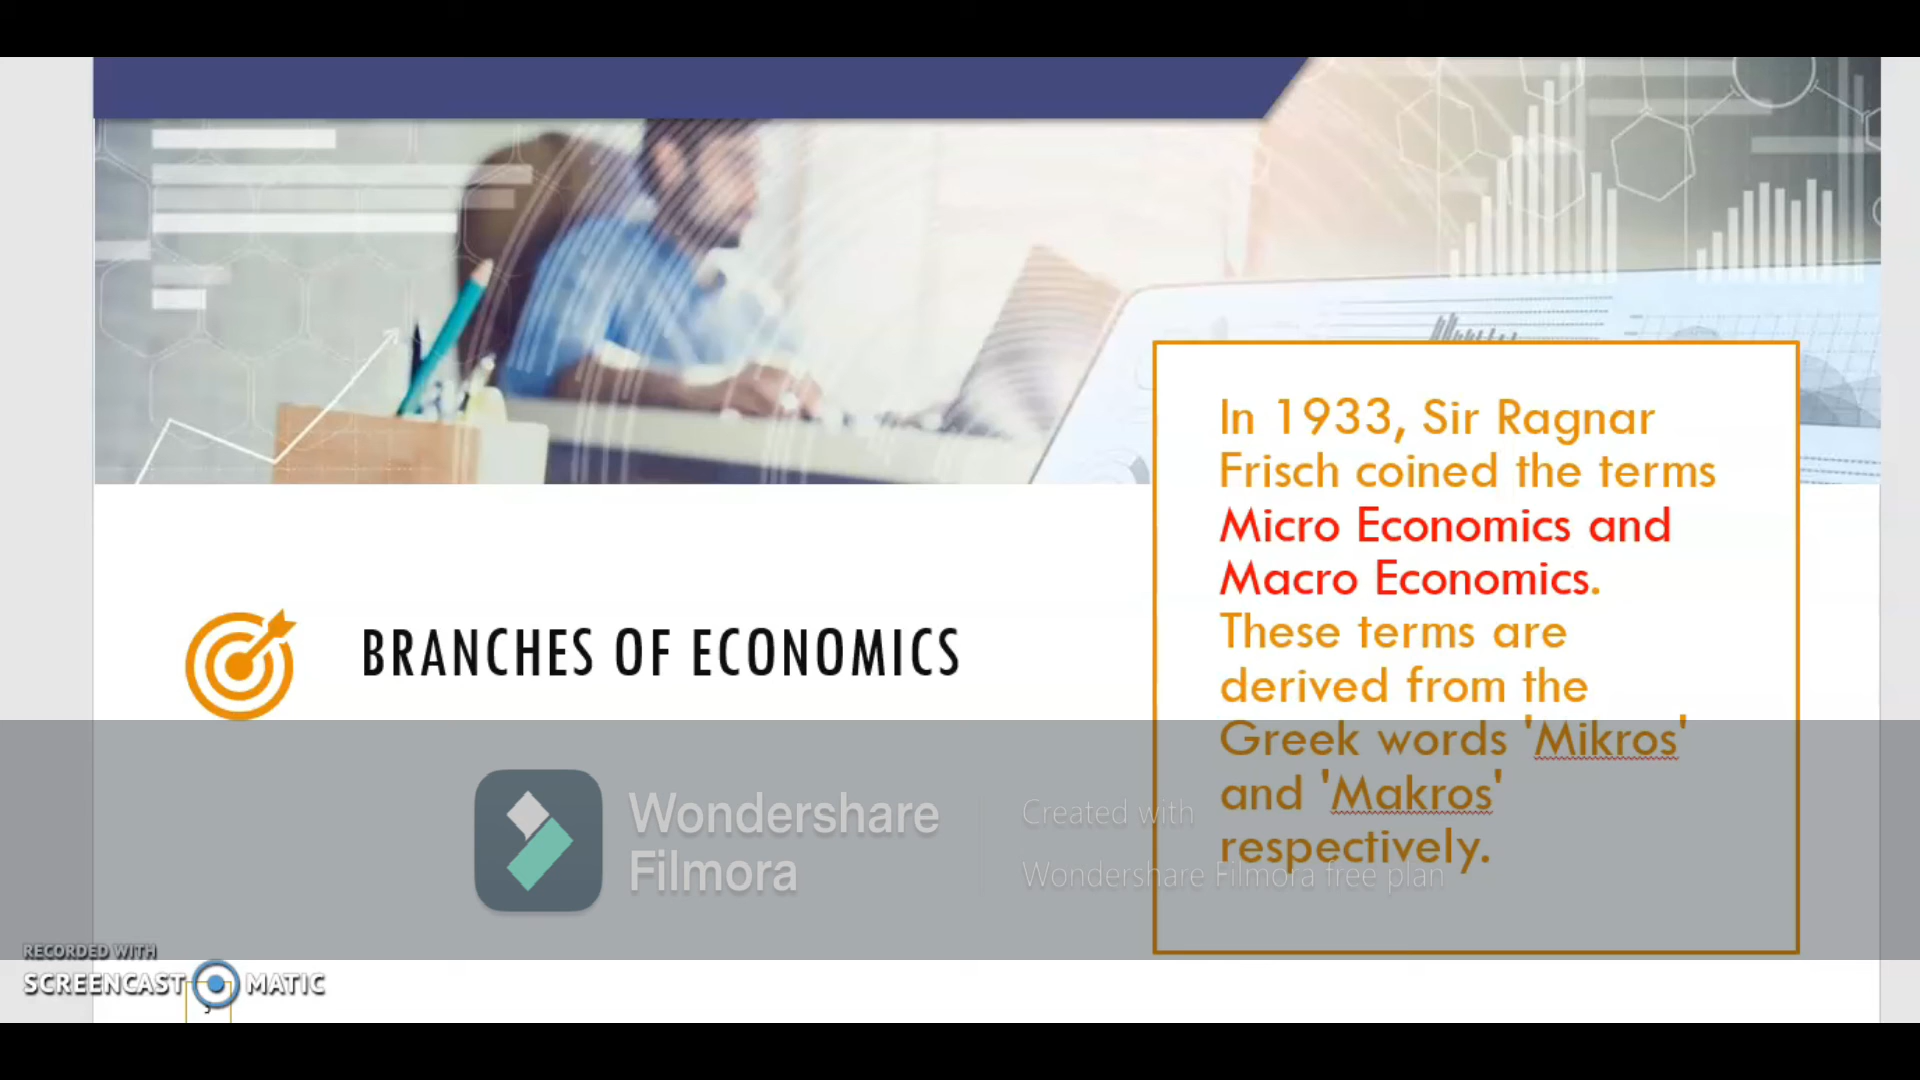 BRANCHES OF ECONOMICS
In 1933, Sir Ragnar
Frisch coined the terms
Micro Economics and
Macro Economics.
These terms are
derived from the
Greek words 'Mikros'
and 'Makros'
respectively.
Wondershare
Filmora
Created with
Wondershare Filmora free plan
RECORDED WITH
SCREENCAST MATIC